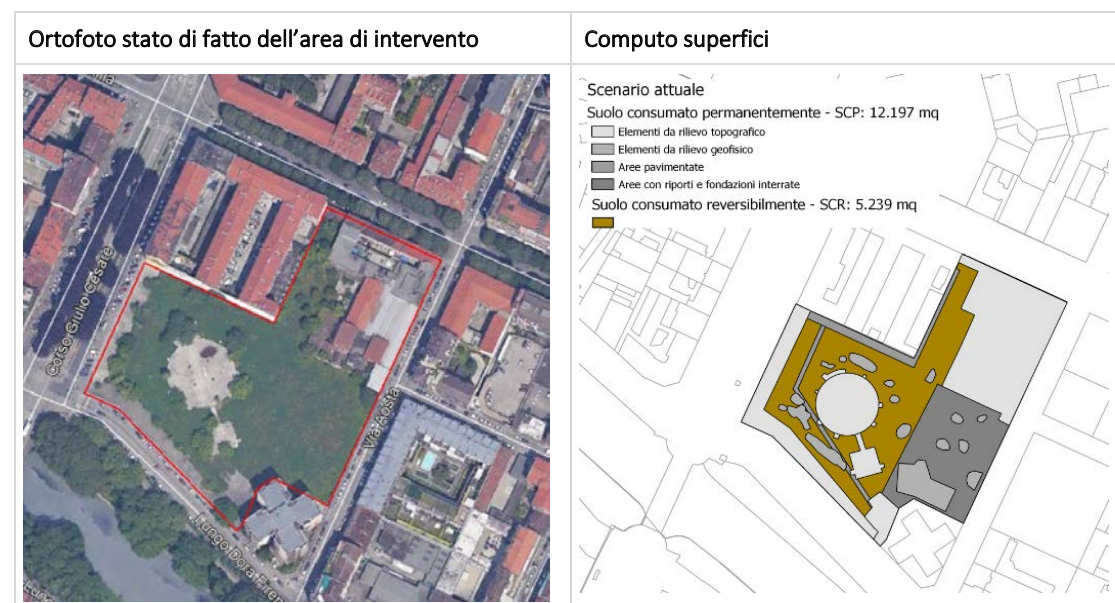 Ortofoto stato di fatto dell’area di intervento
Computo superfici
Corso Giulio Cesare
Via Aosta
Lungo Dora Firen
Scenario attuale
Suolo consumato permanentemente - SCP: 12.197 mq
Elementi da rilievo topografico
Elementi da rilievo geofisico
Aree pavimentate
Aree con riporti e fondazioni interrate
Suolo consumato reversibilmente - SCR: 5.239 mq